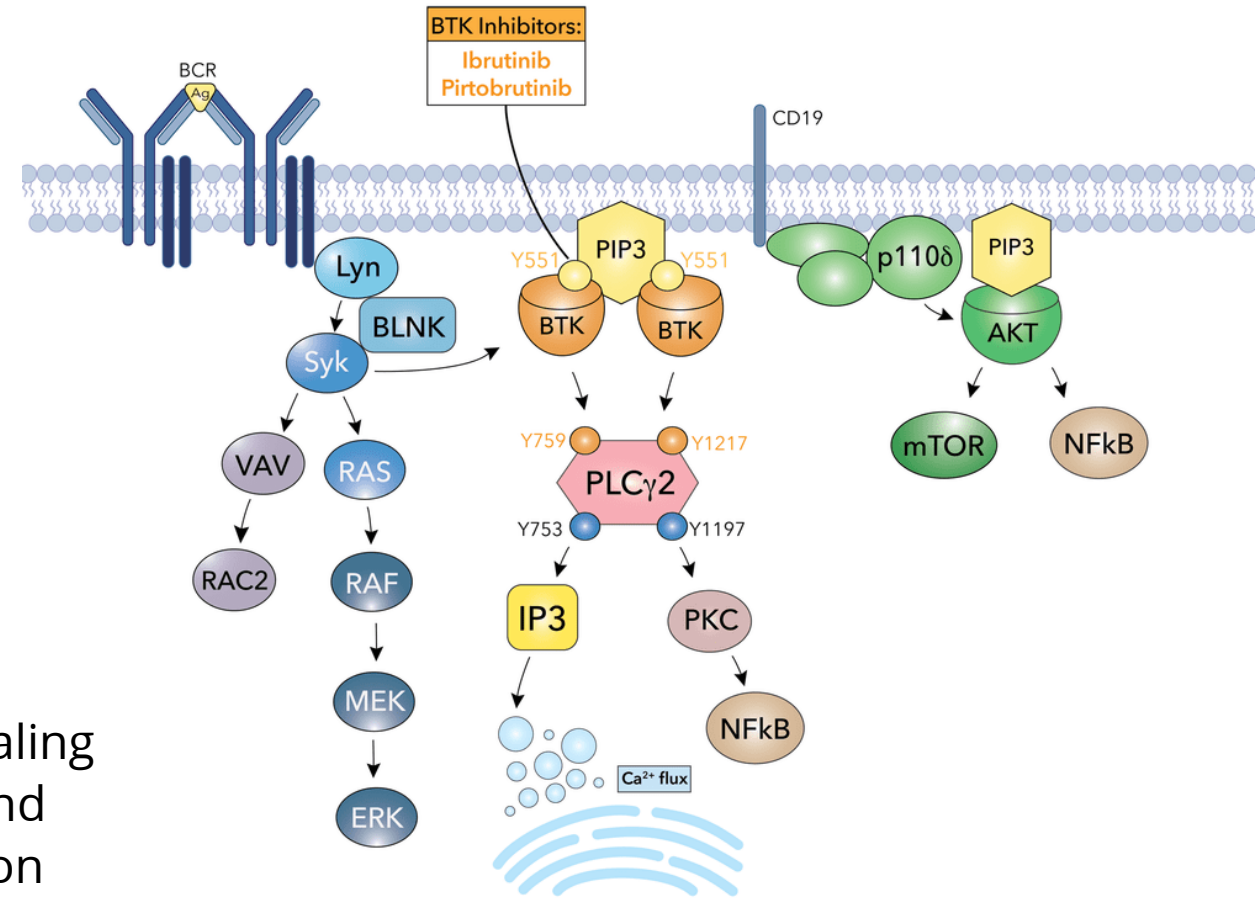 BTK Inhibitors:
Ibrutinib
Pirtobrutinib
BCR
Ag
CD19
Lyn
BLNK
Syk
VAV
RAS
RAC2
RAF
MEK
ERK
Y551
PIP3
Y551
BTK
BTK
Y759
Y1217
PLCγ2
Y753
Y1197
IP3
PKC
NFkB
Ca²⁺ flux
p110δ
PIP3
AKT
mTOR
NFkB
aling
nd
on